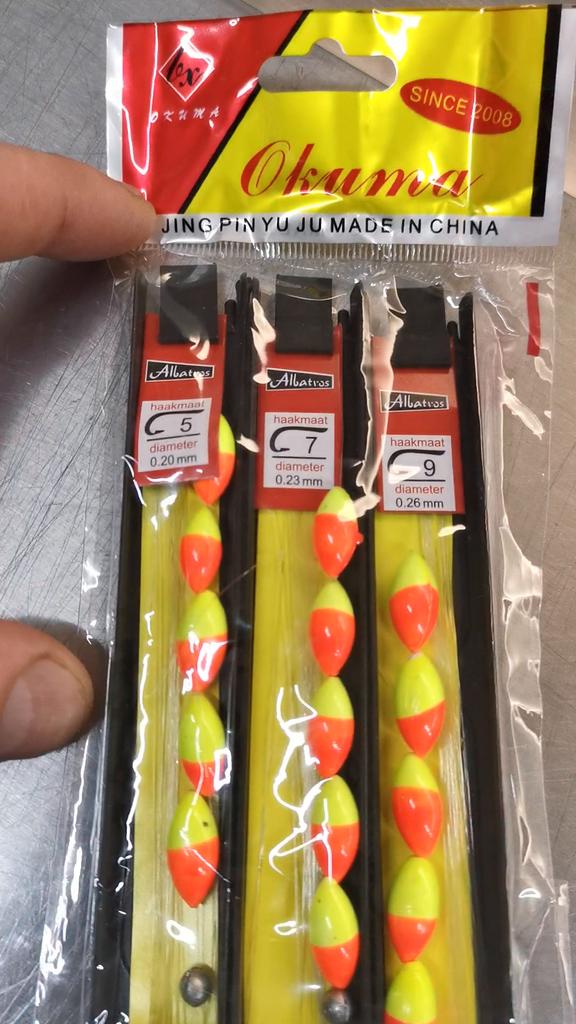 OKUMA
SINCE 2008
Okuma
JING PIN YU JU MADE IN CHINA
Albatros
haakmaat
5
diameter
0.20 mm
Albatros
haakmaat
7
diameter
0.23 mm
Albatros
haakmaat
9
diameter
0.26 mm